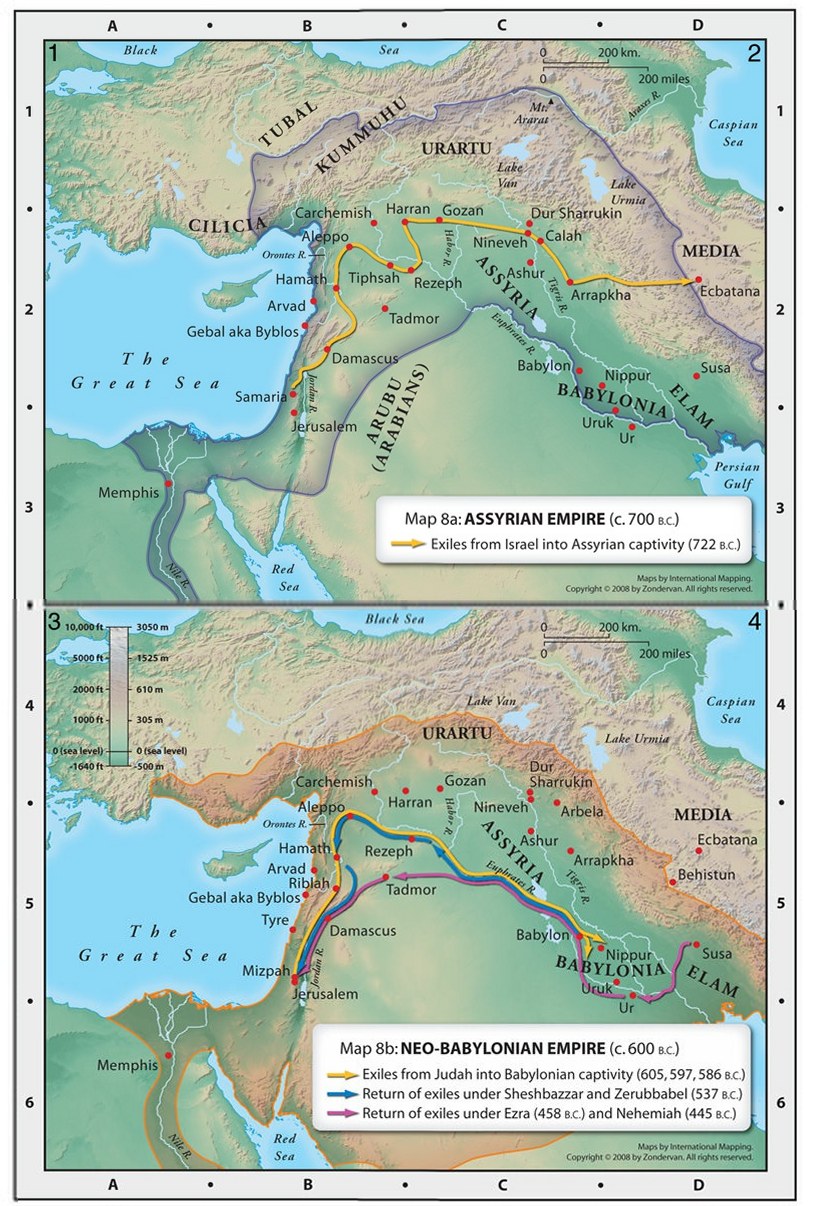 A • B • C • D
1 2
Black Sea
0 200 km.
0 200 miles
1 1
TUBAL
KUMMUHU
Mt. Ararat
Araxes R.
Caspian
Sea
URARTU
Lake
Van
Lake
Urmia
•
•
CILICIA
Carchemish
Harran
Gozan
Dur Sharrukin
Aleppo
Nineveh
Calah
MEDIA
Orontes R.
Habor R.
Hamath
Tiphsah
Rezeph
ASSYRIA
Ashur
Tigris R.
Arrapkha
Ecbatana
2 2
Arvad
Tadmor
Gebal aka Byblos
Euphrates R.
The
Great Sea
Damascus
Babylon
Nippur
Susa
Samaria
Jordan R.
ARUBU
(ARABIANS)
BABYLONIA
ELAM
•
•
Jerusalem
Uruk
Ur
Memphis
Persian
Gulf
3 3
Nile R.
Red
Sea
Map 8a: ASSYRIAN EMPIRE (c. 700 B.C.)
Exiles from Israel into Assyrian captivity (722 B.C.)
Maps by International Mapping.
Copyright © 2008 by Zondervan. All rights reserved.
3 4
10,000 ft 3050 m
5000 ft 1525 m
2000 ft 610 m
1000 ft 305 m
0 (sea level) 0 (sea level)
-1640 ft -500 m
Black Sea
0 200 km.
0 200 miles
4 4
Lake Van
Caspian
Sea
URARTU
Lake Urmia
Carchemish
Harran
Gozan
Dur
Sharrukin
•
•
Aleppo
Nineveh
Arbela
MEDIA
Orontes R.
Habor R.
Hamath
Rezeph
ASSYRIA
Ashur
Arrapkha
Ecbatana
Arvad
Riblah
Euphrates R.
Tigris R.
Behistun
Gebal aka Byblos
Tadmor
5 5
Tyre
The
Great Sea
Damascus
Babylon
Nippur
Susa
Mizpah
Jordan R.
BABYLONIA
ELAM
Jerusalem
Uruk
Ur
•
•
Memphis
6 6
Nile R.
Red
Sea
Map 8b: NEO-BABYLONIAN EMPIRE (c. 600 B.C.)
Exiles from Judah into Babylonian captivity (605, 597, 586 B.C.)
Return of exiles under Sheshbazzar and Zerubbabel (537 B.C.)
Return of exiles under Ezra (458 B.C.) and Nehemiah (445 B.C.)
Maps by International Mapping.
Copyright © 2008 by Zondervan. All rights reserved.
A • B • C • D